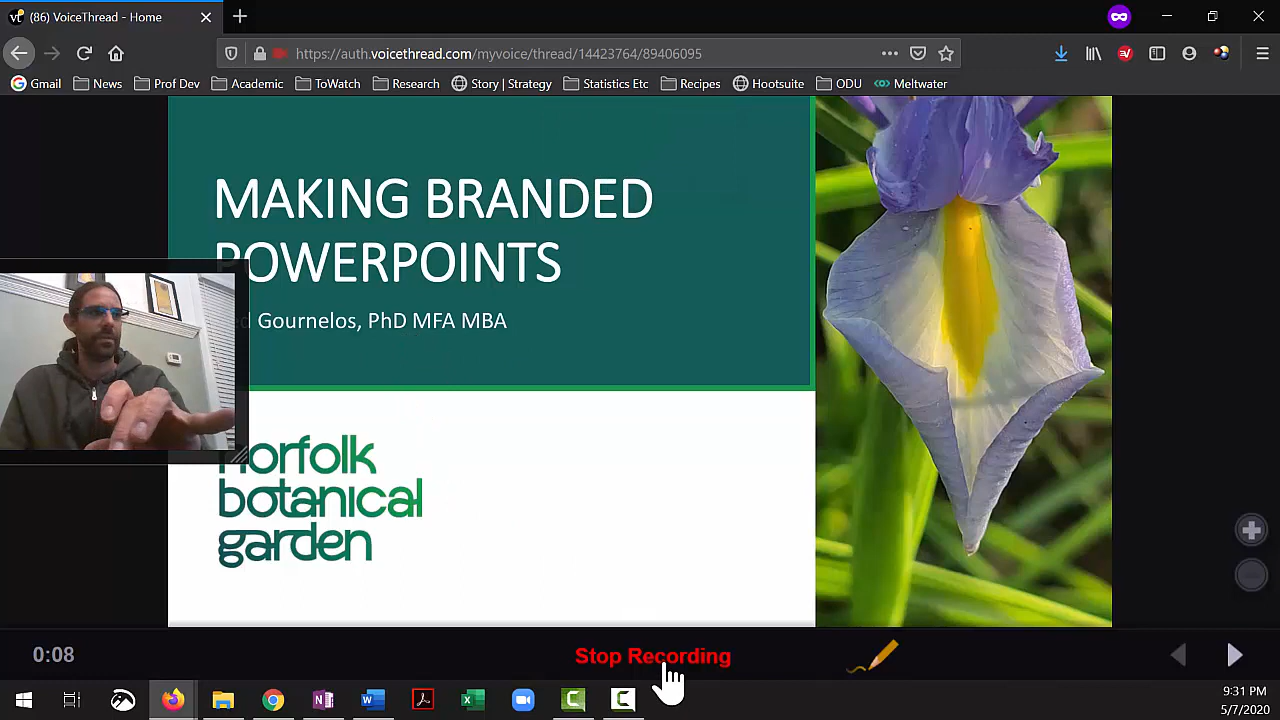 (86) VoiceThread - Home
https://auth.voicethread.com/myvoice/thread/14423764/89406095
Gmail News Prof Dev Academic ToWatch Research Story | Strategy Statistics Etc Recipes Hootsuite ODU Meltwater
MAKING BRANDED
POWERPOINTS
Gournelos, PhD MFA MBA
norfolk
botanical
garden
0:08
Stop Recording
9:31 PM
5/7/2020